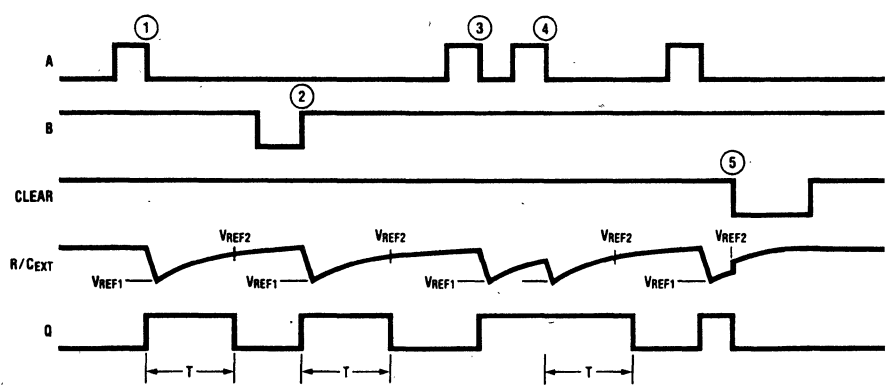 1 3 4
A
2
B
5
CLEAR
VREF2 VREF2 VREF2 VREF2
R/CEXT
VREF1 VREF1 VREF1 VREF1
Q
T T T